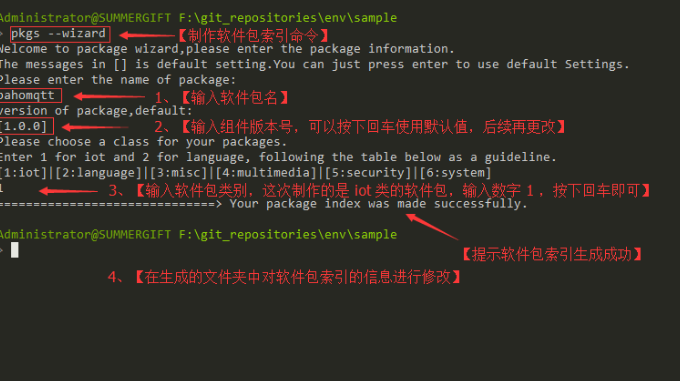 Administrator@SUMMERGIFT F:\git_repositories\env\sample
> pkgs --wizard 【制作软件包索引命令】
Welcome to package wizard,please enter the package information.
The messages in [] is default setting.You can just press enter to use default Settings.
Please enter the name of package:
pahomqtt 1、【输入软件包名】
version of package,default:
[1.0.0] 2、【输入组件版本号，可以按下回车使用默认值，后续再更改】
Please choose a class for your packages.
Enter 1 for iot and 2 for language, following the table below as a guideline.
[1:iot]|[2:language]|[3:misc]|[4:multimedia]|[5:security]|[6:system]
1 3、【输入软件包类别，这次制作的是 iot 类的软件包，输入数字 1 ，按下回车即可】
==============================> Your package index was made successfully.
Administrator@SUMMERGIFT F:\git_repositories\env\sample
> 【提示软件包索引生成成功】
4、【在生成的文件夹中对软件包索引的信息进行修改】